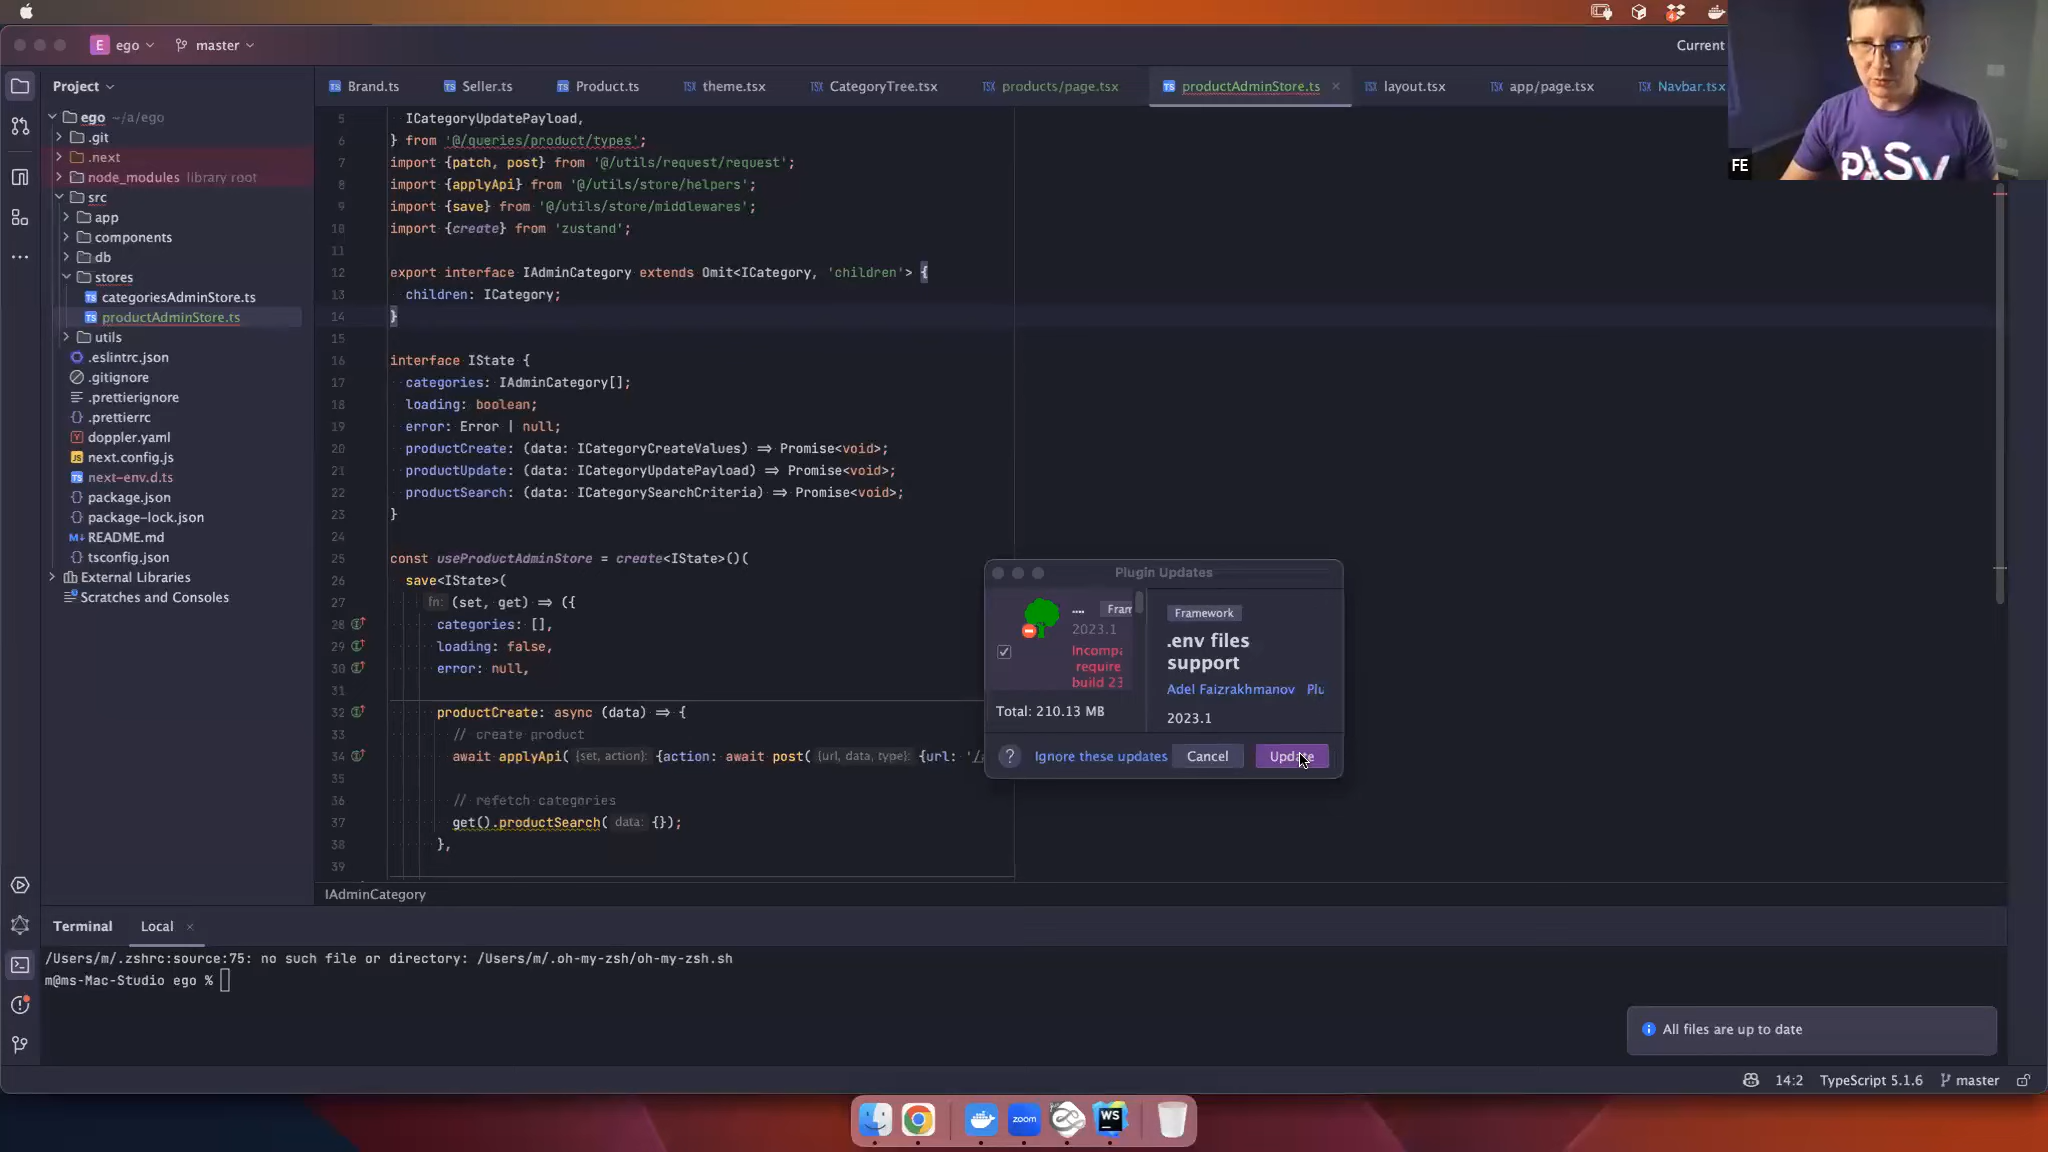 E ego
master
Current
Project
Brand.ts
Seller.ts
Product.ts
theme.tsx
CategoryTree.tsx
products/page.tsx
productAdminStore.ts
layout.tsx
app/page.tsx
Navbar.tsx
FE
ego ~/a/ego
.git
.next
node_modules library root
src
app
components
db
stores
categoriesAdminStore.ts
productAdminStore.ts
utils
.eslintrc.json
.gitignore
.prettierignore
.prettierrc
doppler.yaml
next.config.js
next-env.d.ts
package.json
package-lock.json
README.md
tsconfig.json
External Libraries
Scratches and Consoles
5 ICategoryUpdatePayload,
6 } from '@/queries/product/types';
7 import {patch, post} from '@/utils/request/request';
8 import {applyApi} from '@/utils/store/helpers';
9 import {save} from '@/utils/store/middlewares';
10 import {create} from 'zustand';
11
12 export interface IAdminCategory extends Omit<ICategory, 'children'> {
13 children: ICategory;
14 }
15
16 interface IState {
17 categories: IAdminCategory[];
18 loading: boolean;
19 error: Error | null;
20 productCreate: (data: ICategoryCreateValues) => Promise<void>;
21 productUpdate: (data: ICategoryUpdatePayload) => Promise<void>;
22 productSearch: (data: ICategorySearchCriteria) => Promise<void>;
23 }
24
25 const useProductAdminStore = create<IState>()(
26 save<IState>(
27 fn: (set, get) => ({
28 categories: [],
29 loading: false,
30 error: null,
31
32 productCreate: async (data) => {
33 // create product
34 await applyApi( {set, action}: {action: await post( {url, data, type}: {url: '/
35
36 // refetch categories
37 get().productSearch( data: {});
38 },
39
IAdminCategory
Plugin Updates
.... Fram
2023.1
Incompa
require
build 23
Total: 210.13 MB
Framework
.env files
support
Adel Faizrakhmanov Plu
2023.1
? Ignore these updates
Cancel
Update
Terminal
Local
/Users/m/.zshrc:source:75: no such file or directory: /Users/m/.oh-my-zsh/oh-my-zsh.sh
m@ms-Mac-Studio ego %
All files are up to date
14:2 TypeScript 5.1.6 master
zoom
WS